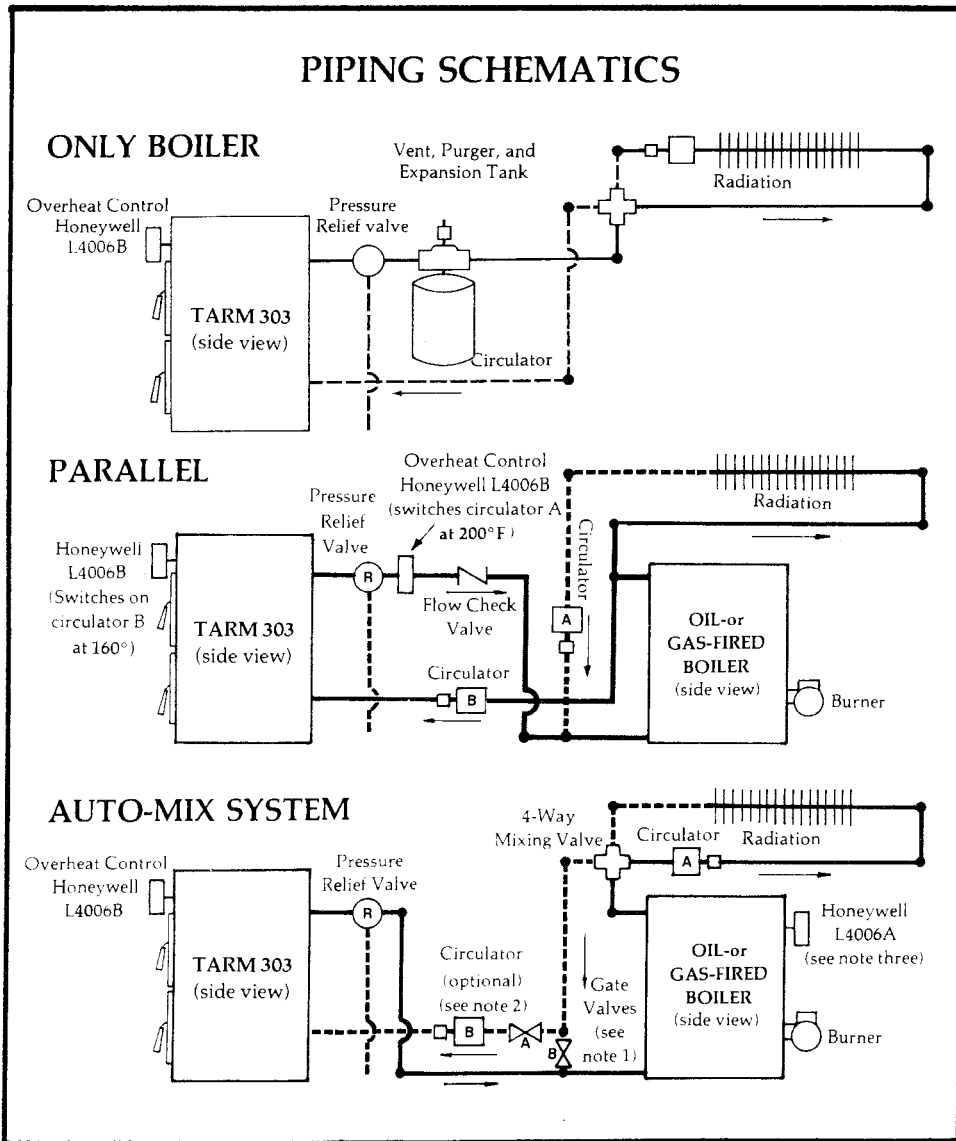 PIPING SCHEMATICS
ONLY BOILER
Vent, Purger, and
Expansion Tank
Radiation
Overheat Control
Honeywell
L4006B
Pressure
Relief valve
TARM 303
(side view)
Circulator
PARALLEL
Overheat Control
Honeywell L4006B
(switches circulator A
at 200°F)
Pressure
Relief
Valve
Radiation
Circulator
Honeywell
L4006B
(Switches on
circulator B
at 160°)
R
Flow Check
Valve
A
TARM 303
(side view)
OIL-or
GAS-FIRED
BOILER
(side view)
Circulator
B
Burner
AUTO-MIX SYSTEM
4-Way
Mixing Valve
Circulator
Radiation
A
Overheat Control
Honeywell
L4006B
Pressure
Relief Valve
R
Honeywell
L4006A
(see note three)
TARM 303
(side view)
Circulator
(optional)
(see note 2)
Gate
Valves
(see
note 1)
OIL-or
GAS-FIRED
BOILER
(side view)
B
A
B
Burner